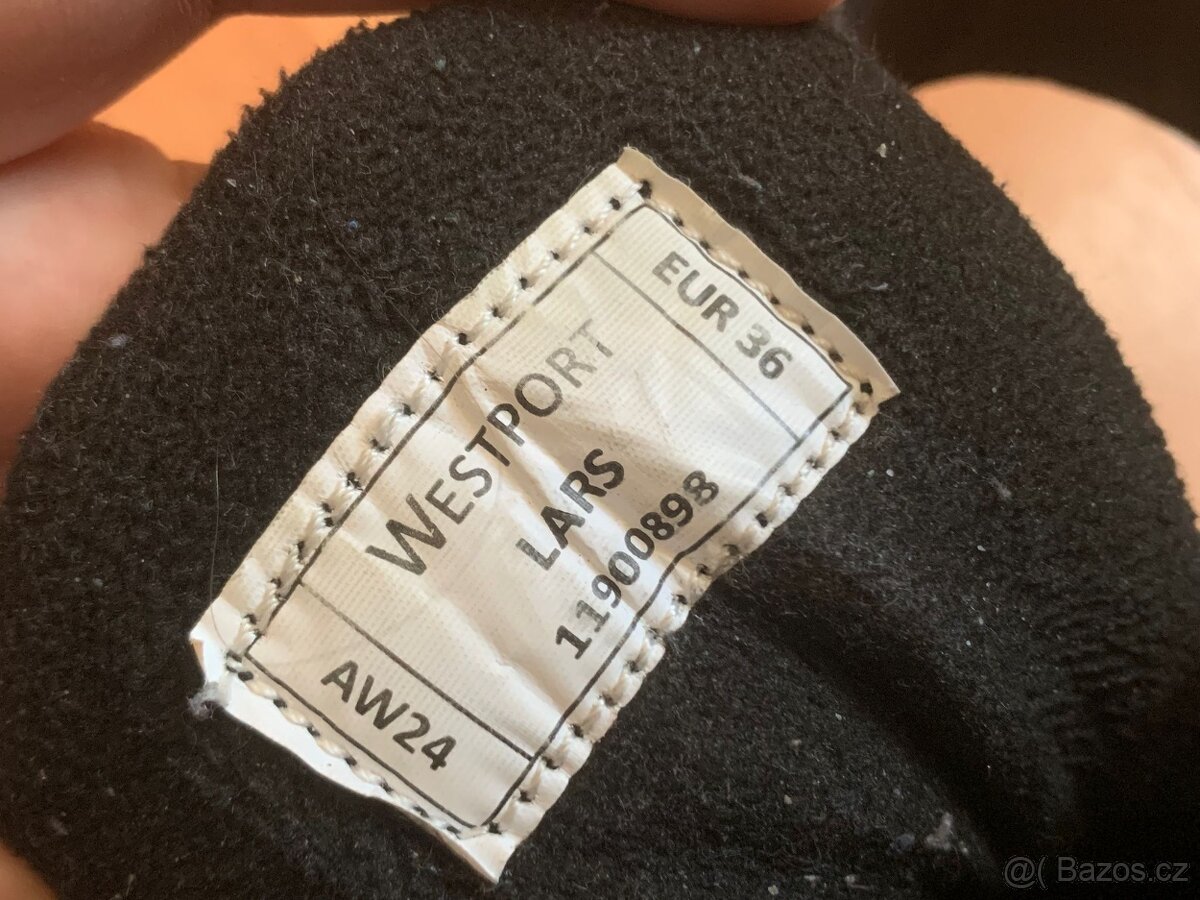 EUR 36
WESTPORT
LARS
11900898
AW24
@( Bazos.cz